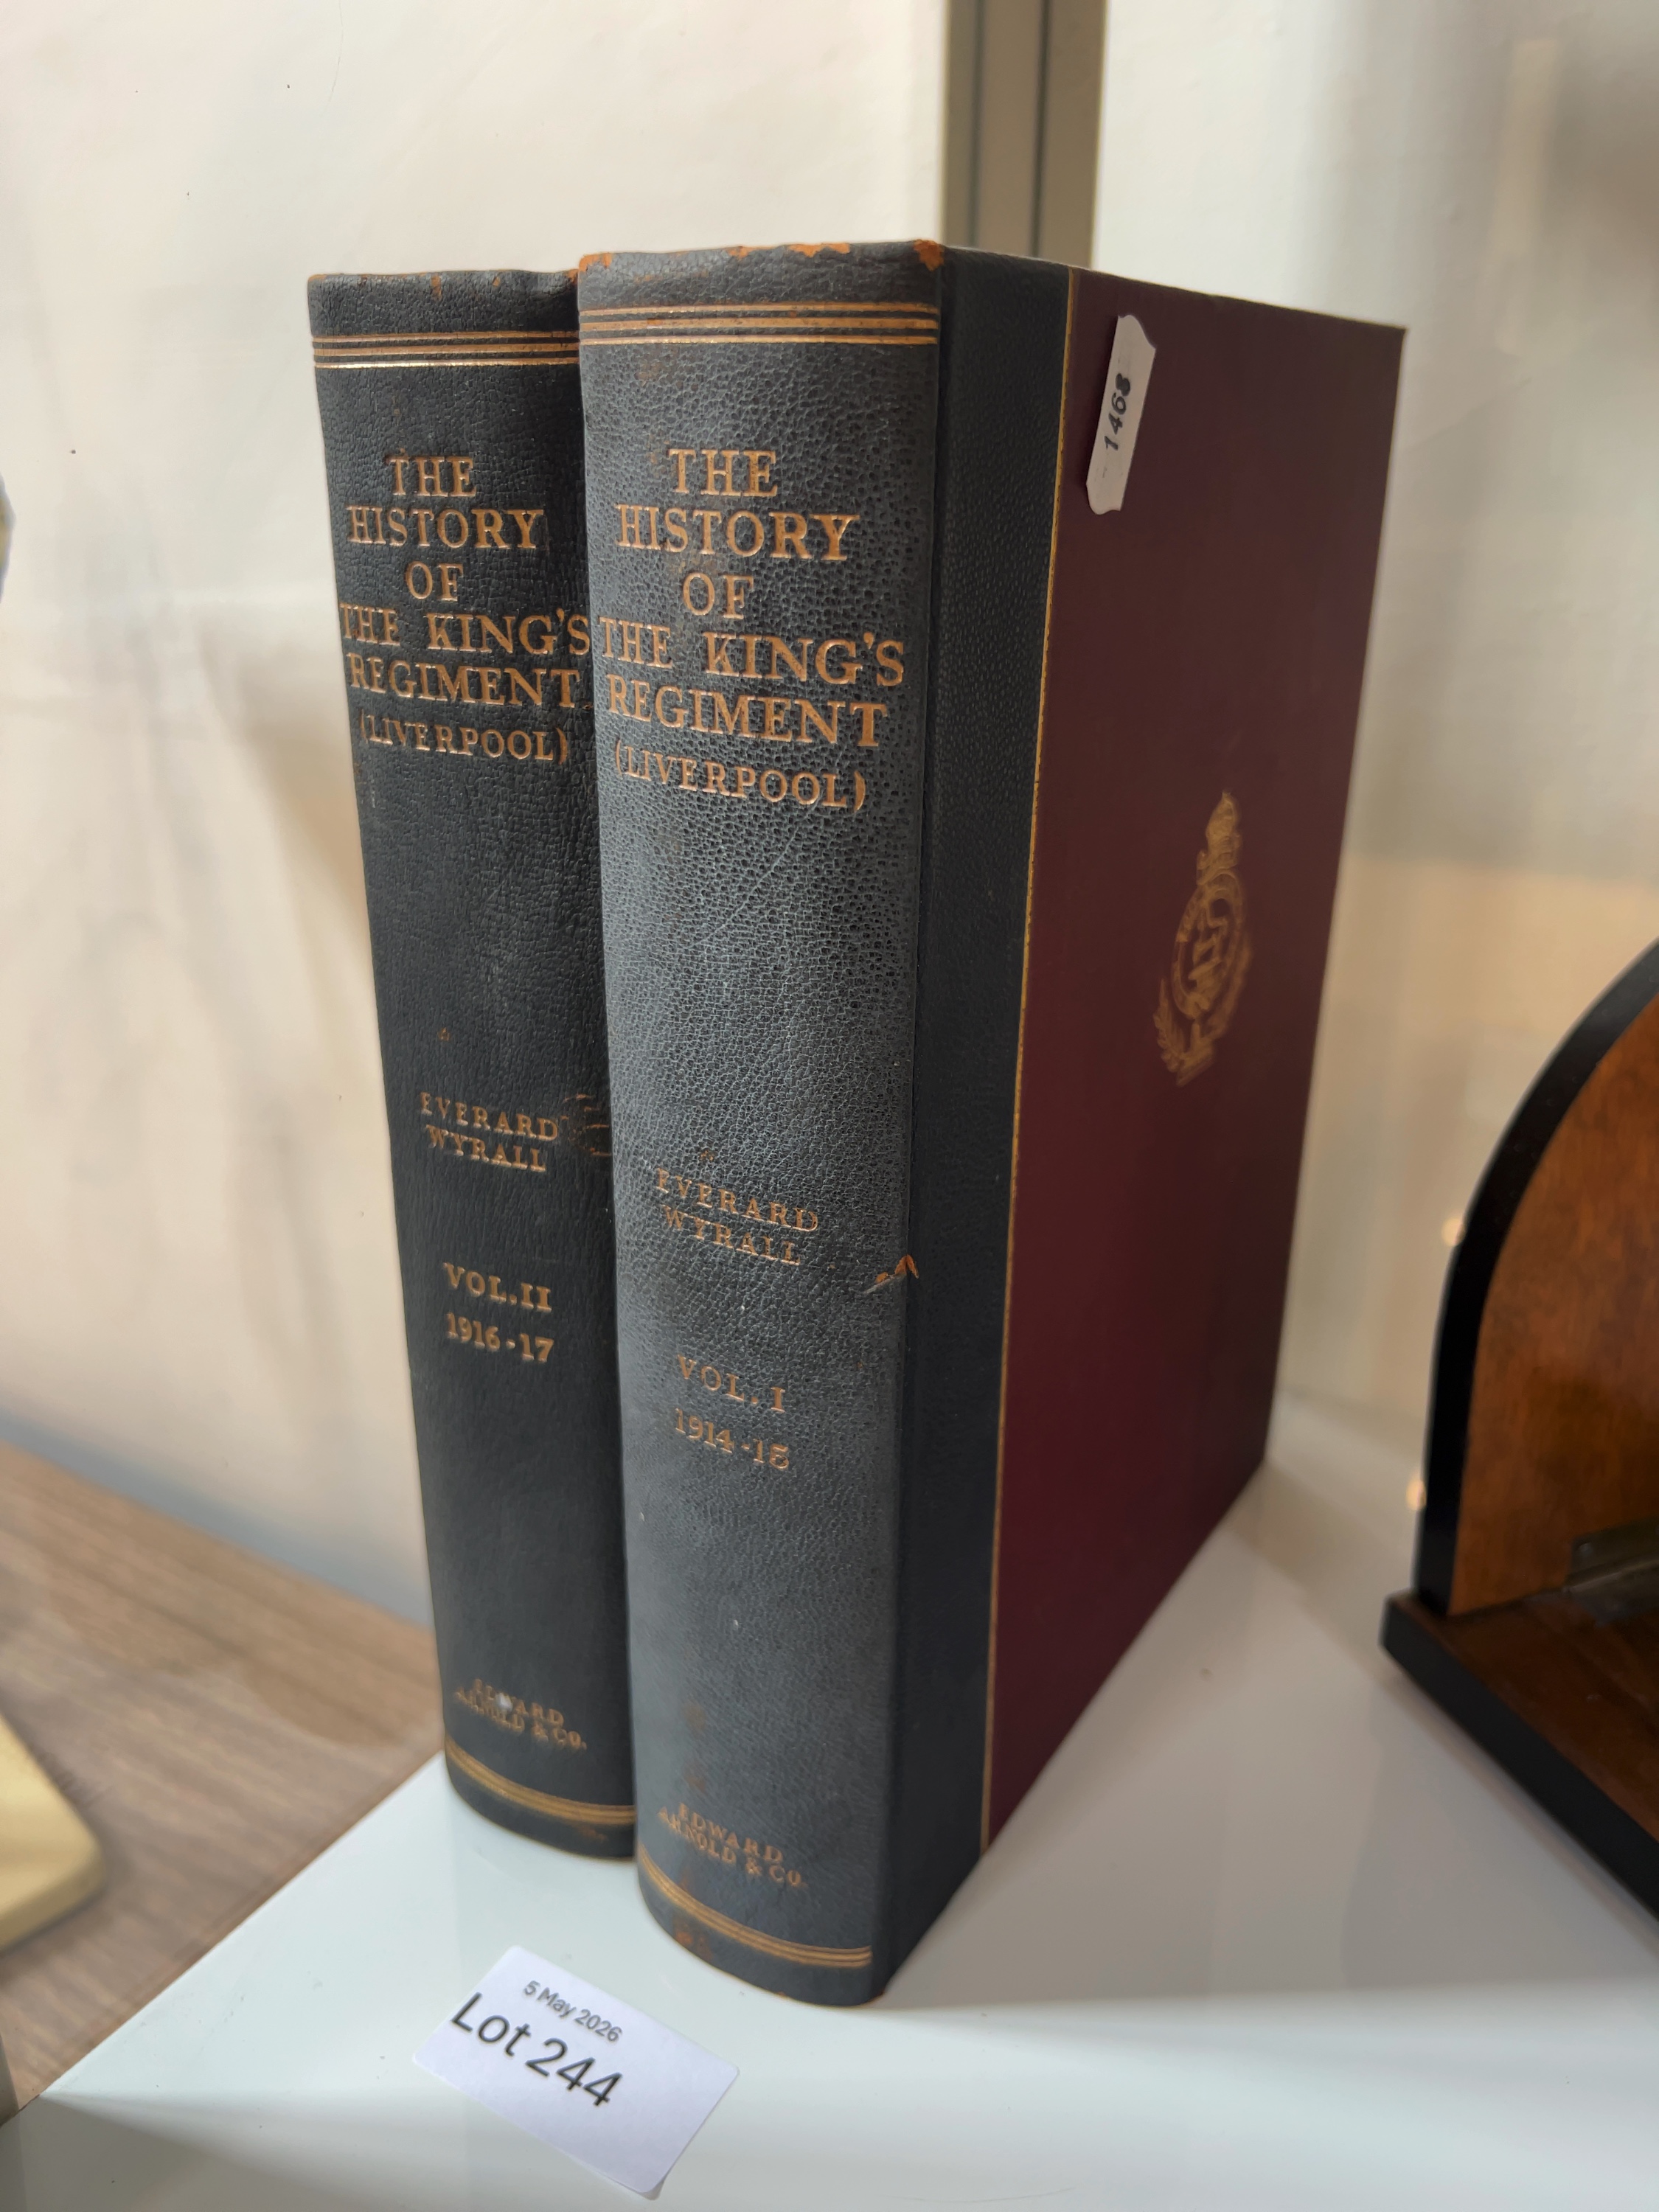 THE
HISTORY
OF
THE KING'S
REGIMENT
(LIVERPOOL)
EVERARD
WYRALL
VOL.II
1916-17
EDWARD
ARNOLD & CO.
THE
HISTORY
OF
THE KING'S
REGIMENT
(LIVERPOOL)
EVERARD
WYRALL
VOL. I
1914-15
EDWARD
ARNOLD & CO.
1468
5 May 2026
Lot 244